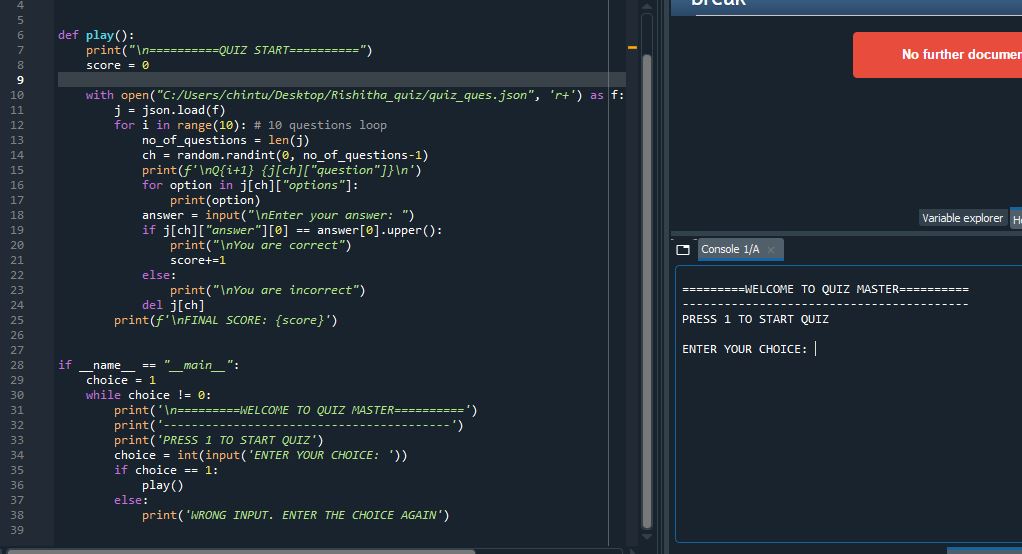 4
5
6 def play():
7     print("\n==========QUIZ START==========")
8     score = 0
9
10     with open("C:/Users/chintu/Desktop/Rishitha_quiz/quiz_ques.json", 'r+') as f:
11         j = json.load(f)
12         for i in range(10): # 10 questions loop
13             no_of_questions = len(j)
14             ch = random.randint(0, no_of_questions-1)
15             print(f'\nQ{i+1} {j[ch]["question"]}\n')
16             for option in j[ch]["options"]:
17                 print(option)
18             answer = input("\nEnter your answer: ")
19             if j[ch]["answer"][0] == answer[0].upper():
20                 print("\nYou are correct")
21                 score+=1
22             else:
23                 print("\nYou are incorrect")
24             del j[ch]
25         print(f'\nFINAL SCORE: {score}')
26
27
28 if __name__ == "__main__":
29     choice = 1
30     while choice != 0:
31         print('\n=========WELCOME TO QUIZ MASTER==========')
32         print('-----------------------------------------')
33         print('PRESS 1 TO START QUIZ')
34         choice = int(input('ENTER YOUR CHOICE: '))
35         if choice == 1:
36             play()
37         else:
38             print('WRONG INPUT. ENTER THE CHOICE AGAIN')
39
break
No further documen
Variable explorer
He
Console 1/A
=========WELCOME TO QUIZ MASTER==========
-----------------------------------------
PRESS 1 TO START QUIZ
ENTER YOUR CHOICE: